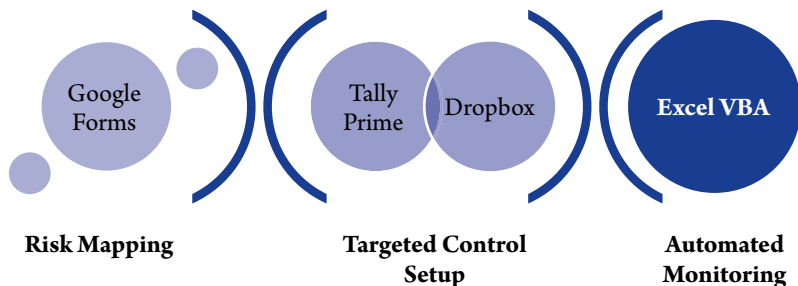 Google
Forms
Tally
Prime
Dropbox
Excel VBA
Risk Mapping
Targeted Control
Setup
Automated
Monitoring